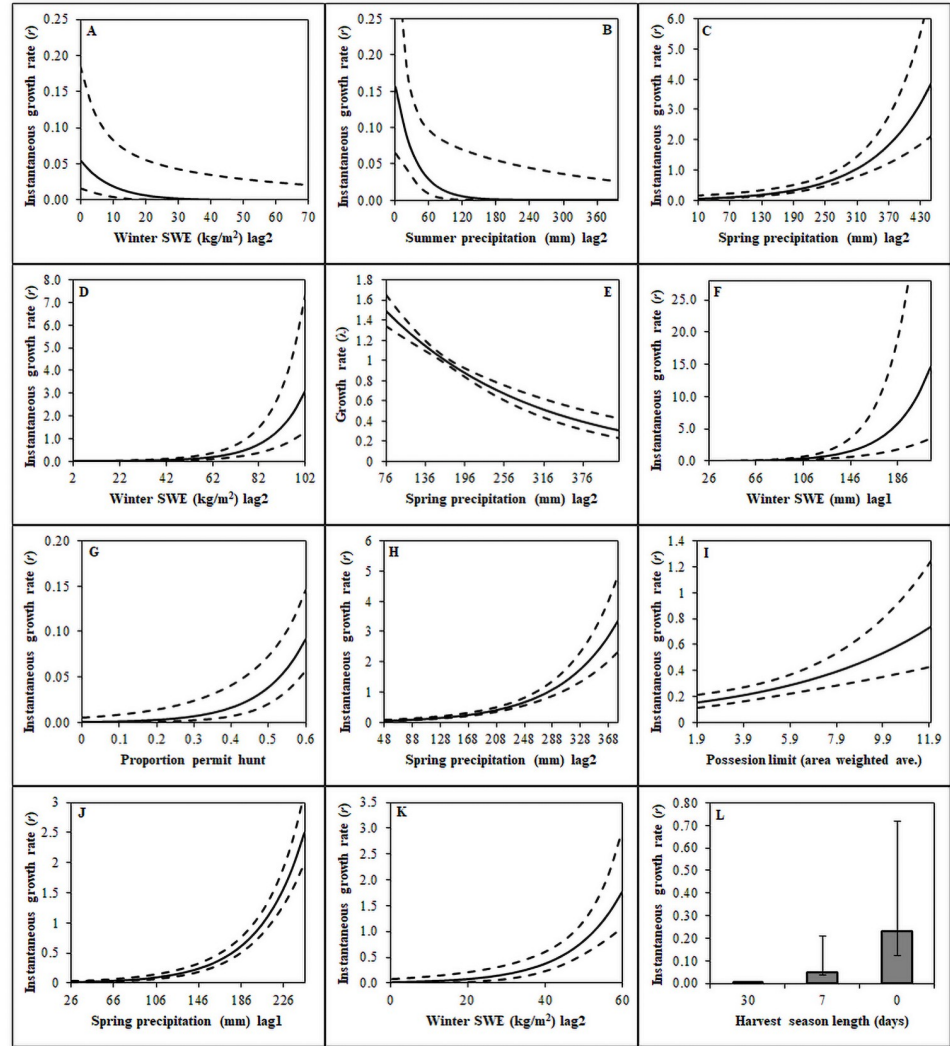 A
Instantaneous growth rate (r)
0.25
0.20
0.15
0.10
0.05
0.00
0 10 20 30 40 50 60 70
Winter SWE (kg/m²) lag2
B
Instantaneous growth rate (r)
0.25
0.20
0.15
0.10
0.05
0.00
0 60 120 180 240 300 360
Summer precipitation (mm) lag2
C
Instantaneous growth rate (r)
6.0
5.0
4.0
3.0
2.0
1.0
0.0
10 70 130 190 250 310 370 430
Spring precipitation (mm) lag2
D
Instantaneous growth rate (r)
8.0
7.0
6.0
5.0
4.0
3.0
2.0
1.0
0.0
2 22 42 62 82 102
Winter SWE (kg/m²) lag2
E
Growth rate (λ)
1.8
1.6
1.4
1.2
1
0.8
0.6
0.4
0.2
0
76 136 196 256 316 376
Spring precipitation (mm) lag2
F
Instantaneous growth rate (r)
25.0
20.0
15.0
10.0
5.0
0.0
26 66 106 146 186
Winter SWE (mm) lag1
G
Instantaneous growth rate (r)
0.20
0.15
0.10
0.05
0.00
0 0.1 0.2 0.3 0.4 0.5 0.6
Proportion permit hunt
H
Instantaneous growth rate (r)
6
5
4
3
2
1
0
48 88 128 168 208 248 288 328 368
Spring precipitation (mm) lag2
I
Instantaneous growth rate (r)
1.4
1.2
1
0.8
0.6
0.4
0.2
0
1.9 3.9 5.9 7.9 9.9 11.9
Possesion limit (area weighted ave.)
J
Instantaneous growth rate (r)
3
2.5
2
1.5
1
0.5
0
26 66 106 146 186 226
Spring precipitation (mm) lag1
K
Instantaneous growth rate (r)
3.5
3.0
2.5
2.0
1.5
1.0
0.5
0.0
0 20 40 60
Winter SWE (kg/m²) lag2
L
Instantaneous growth rate (r)
0.80
0.70
0.60
0.50
0.40
0.30
0.20
0.10
0.00
30 7 0
Harvest season length (days)